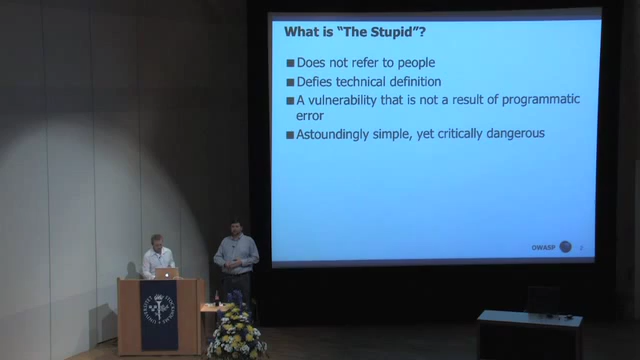 What is “The Stupid”?
Does not refer to people
Defies technical definition
A vulnerability that is not a result of programmatic
error
Astoundingly simple, yet critically dangerous
OWASP
2